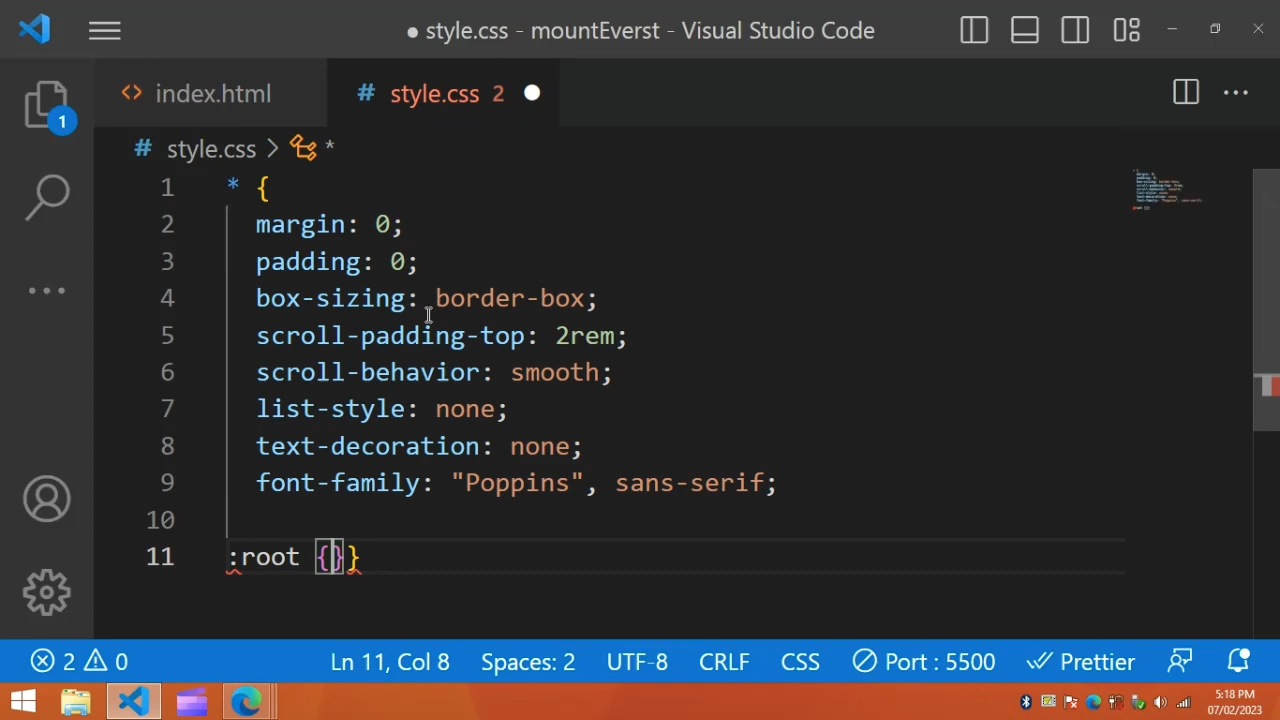 ● style.css - mountEverst - Visual Studio Code
index.html
# style.css 2
1
# style.css > *
1 * {
2 margin: 0;
3 padding: 0;
4 box-sizing: border-box;
5 scroll-padding-top: 2rem;
6 scroll-behavior: smooth;
7 list-style: none;
8 text-decoration: none;
9 font-family: "Poppins", sans-serif;
10
11 :root {}}
2 0 Ln 11, Col 8 Spaces: 2 UTF-8 CRLF CSS Port : 5500 Prettier
5:18 PM
07/02/2023